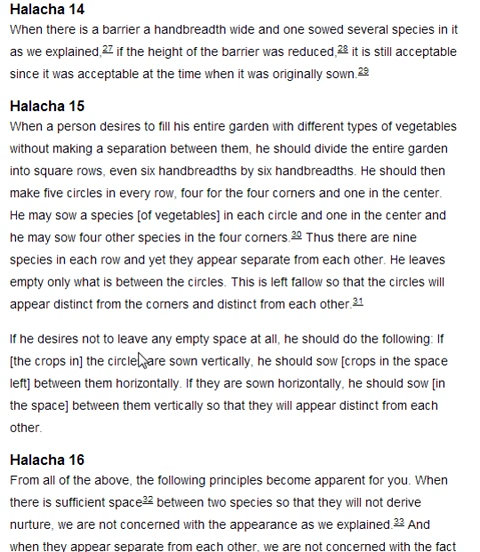 Halacha 14
When there is a barrier a handbreadth wide and one sowed several species in it
as we explained,27 if the height of the barrier was reduced,28 it is still acceptable
since it was acceptable at the time when it was originally sown.29
Halacha 15
When a person desires to fill his entire garden with different types of vegetables
without making a separation between them, he should divide the entire garden
into square rows, even six handbreadths by six handbreadths. He should then
make five circles in every row, four for the four corners and one in the center.
He may sow a species [of vegetables] in each circle and one in the center and
he may sow four other species in the four corners.30 Thus there are nine
species in each row and yet they appear separate from each other. He leaves
empty only what is between the circles. This is left fallow so that the circles will
appear distinct from the corners and distinct from each other.31
If he desires not to leave any empty space at all, he should do the following: If
[the crops in] the circle are sown vertically, he should sow [crops in the space
left] between them horizontally. If they are sown horizontally, he should sow [in
the space] between them vertically so that they will appear distinct from each
other.
Halacha 16
From all of the above, the following principles become apparent for you. When
there is sufficient space32 between two species so that they will not derive
nurture, we are not concerned with the appearance as we explained.33 And
when they appear separate from each other, we are not concerned with the fact